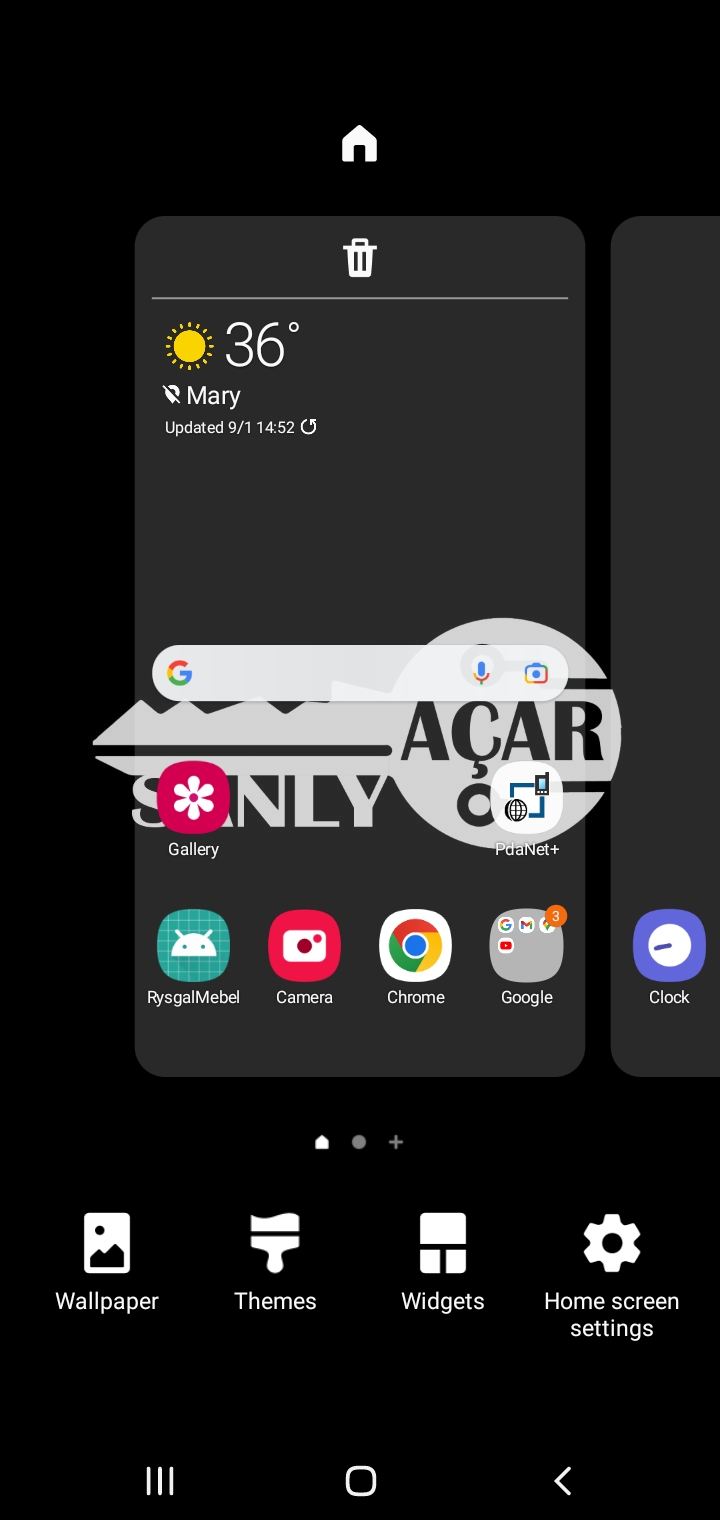 36°
Mary
Updated 9/1 14:52
AÇAR
SANLY
Gallery
PdaNet+
3
RysgalMebel
Camera
Chrome
Google
Clock
Wallpaper
Themes
Widgets
Home screen
settings